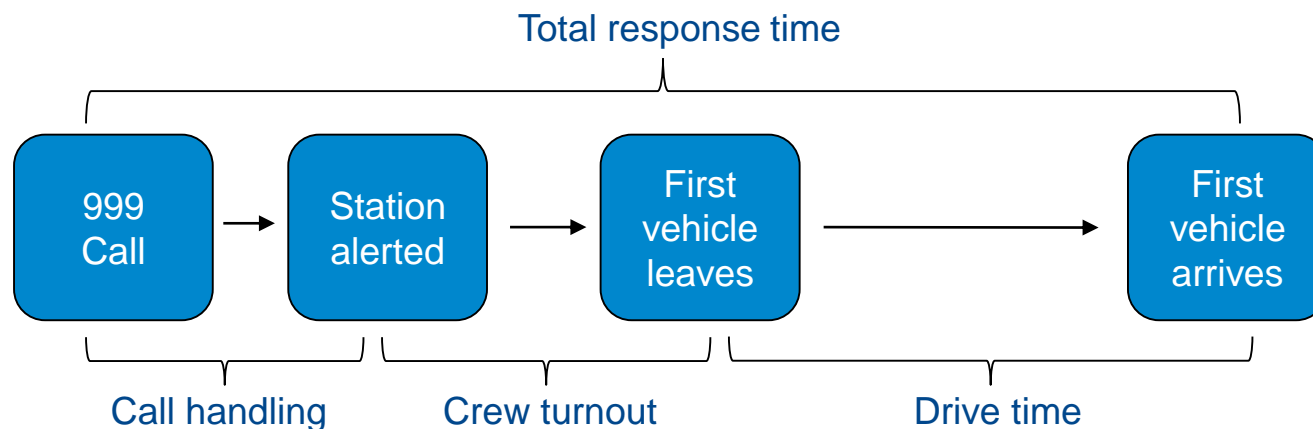 Total response time
999
Call
Station
alerted
First
vehicle
leaves
First
vehicle
arrives
Call handling
Crew turnout
Drive time